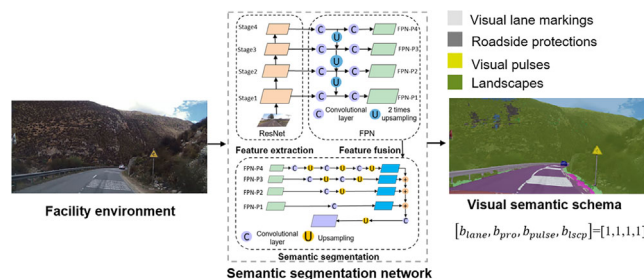 Stage4
Stage3
Stage2
Stage1
ResNet
C
C
FPN-P4
U
C
C
FPN-P3
U
C
C
FPN-P2
U
C
C
FPN-P1
C
U
Convolutional
layer
2 times
upsampling
FPN
Feature extraction
Feature fusion
FPN-P4
C
U
C
U
C
U
FPN-P3
C
U
C
U
FPN-P2
C
U
FPN-P1
C
U
C
C
Convolutional
layer
U
Upsampling
Semantic segmentation
Semantic segmentation network
Facility environment
Visual lane markings
Roadside protections
Visual pulses
Landscapes
Visual semantic schema
[b_lane, b_pro, b_pulse, b_lscp]=[1,1,1,1]